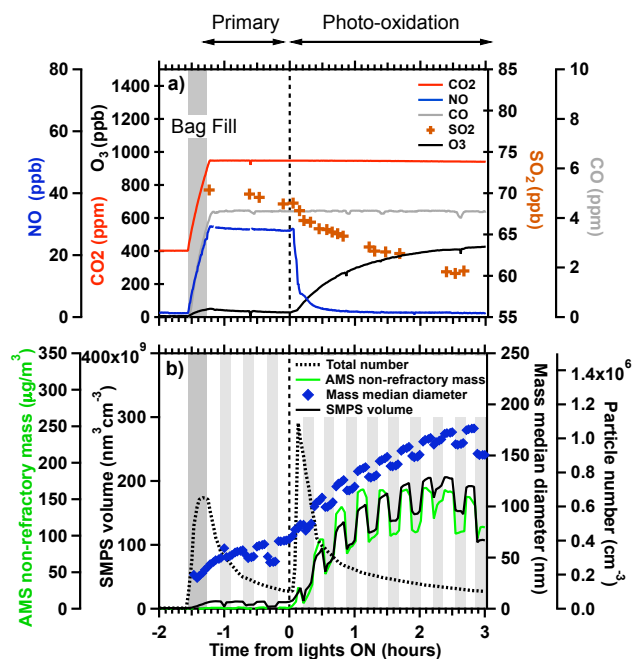 Primary Photo-oxidation
80 1400 85 10
a)
CO2
NO
CO
SO2
O3
Bag Fill
1200 80 8
60
1000
75 6
40 800
70
600
4
400 65
20
200 60 2
0 0 55 0
NO (ppb)
O3 (ppb)
CO2 (ppm)
SO2 (ppb)
CO (ppm)
350 400x10^9 250
b)
Total number
AMS non-refractory mass
Mass median diameter
SMPS volume
1.4x10^6
300
1.2
300 200
250
1.0
200 150
0.8
200
150
0.6
100
100
0.4
100
50
50 0.2
0 0 0 0.0
AMS non-refractory mass (µg/m3)
SMPS volume (nm3 cm-3)
Mass median diameter (nm)
Particle number (cm-3)
-2 -1 0 1 2 3
Time from lights ON (hours)